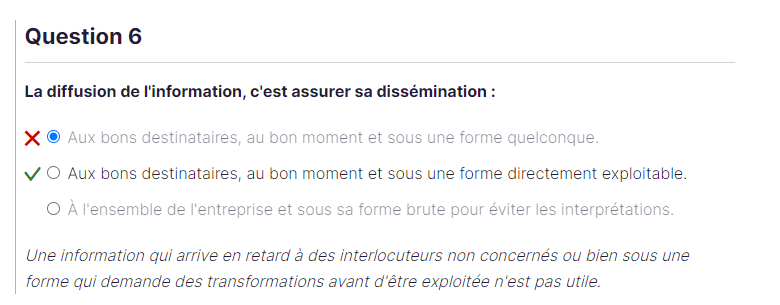 Question 6
La diffusion de l'information, c'est assurer sa dissémination :
Aux bons destinataires, au bon moment et sous une forme quelconque.
Aux bons destinataires, au bon moment et sous une forme directement exploitable.
À l'ensemble de l'entreprise et sous sa forme brute pour éviter les interprétations.
Une information qui arrive en retard à des interlocuteurs non concernés ou bien sous une
forme qui demande des transformations avant d'être exploitée n'est pas utile.